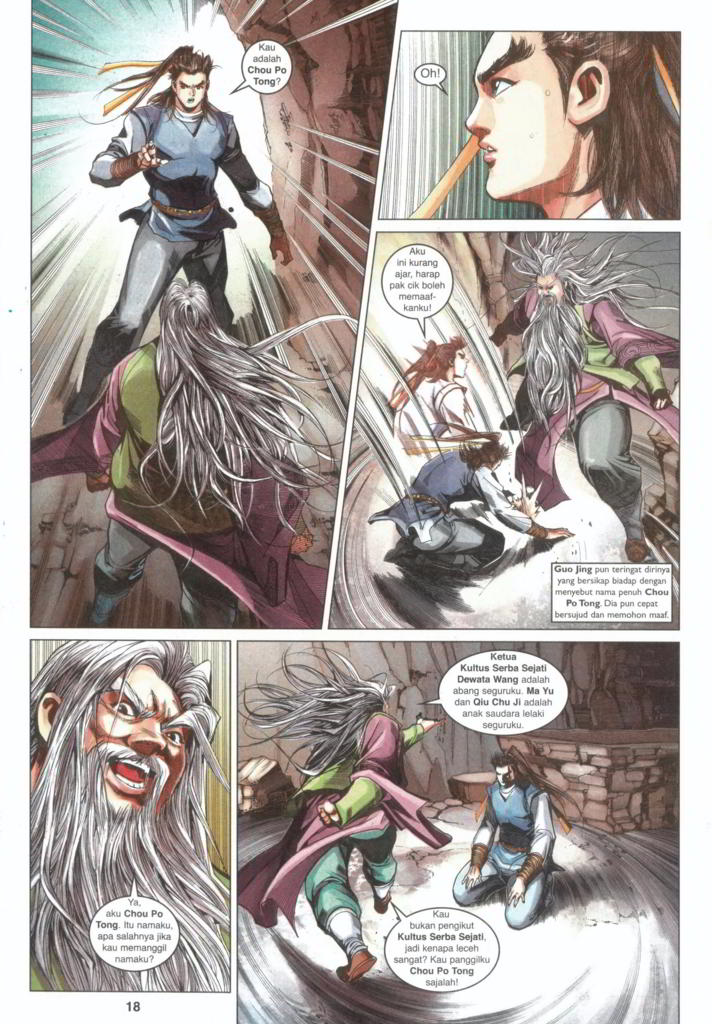 Kau
adalah
Chou Po
Tong?
Oh!
Aku
ini kurang
ajar, harap
pak cik boleh
memaaf-
kanku!
Guo Jing pun teringat dirinya
yang bersikap biadap dengan
menyebut nama penuh Chou
Po Tong. Dia pun cepat
bersujud dan memohon maaf.
Ya,
aku Chou Po
Tong. Itu namaku,
apa salahnya jika
kau memanggil
namaku?
Ketua
Kultus Serba Sejati
Dewata Wang adalah
abang seguruku. Ma Yu
dan Qiu Chu Ji adalah
anak saudara lelaki
seguruku.
Kau
bukan pengikut
Kultus Serba Sejati,
jadi kenapa leceh
sangat? Kau panggilku
Chou Po Tong
sajalah!
18